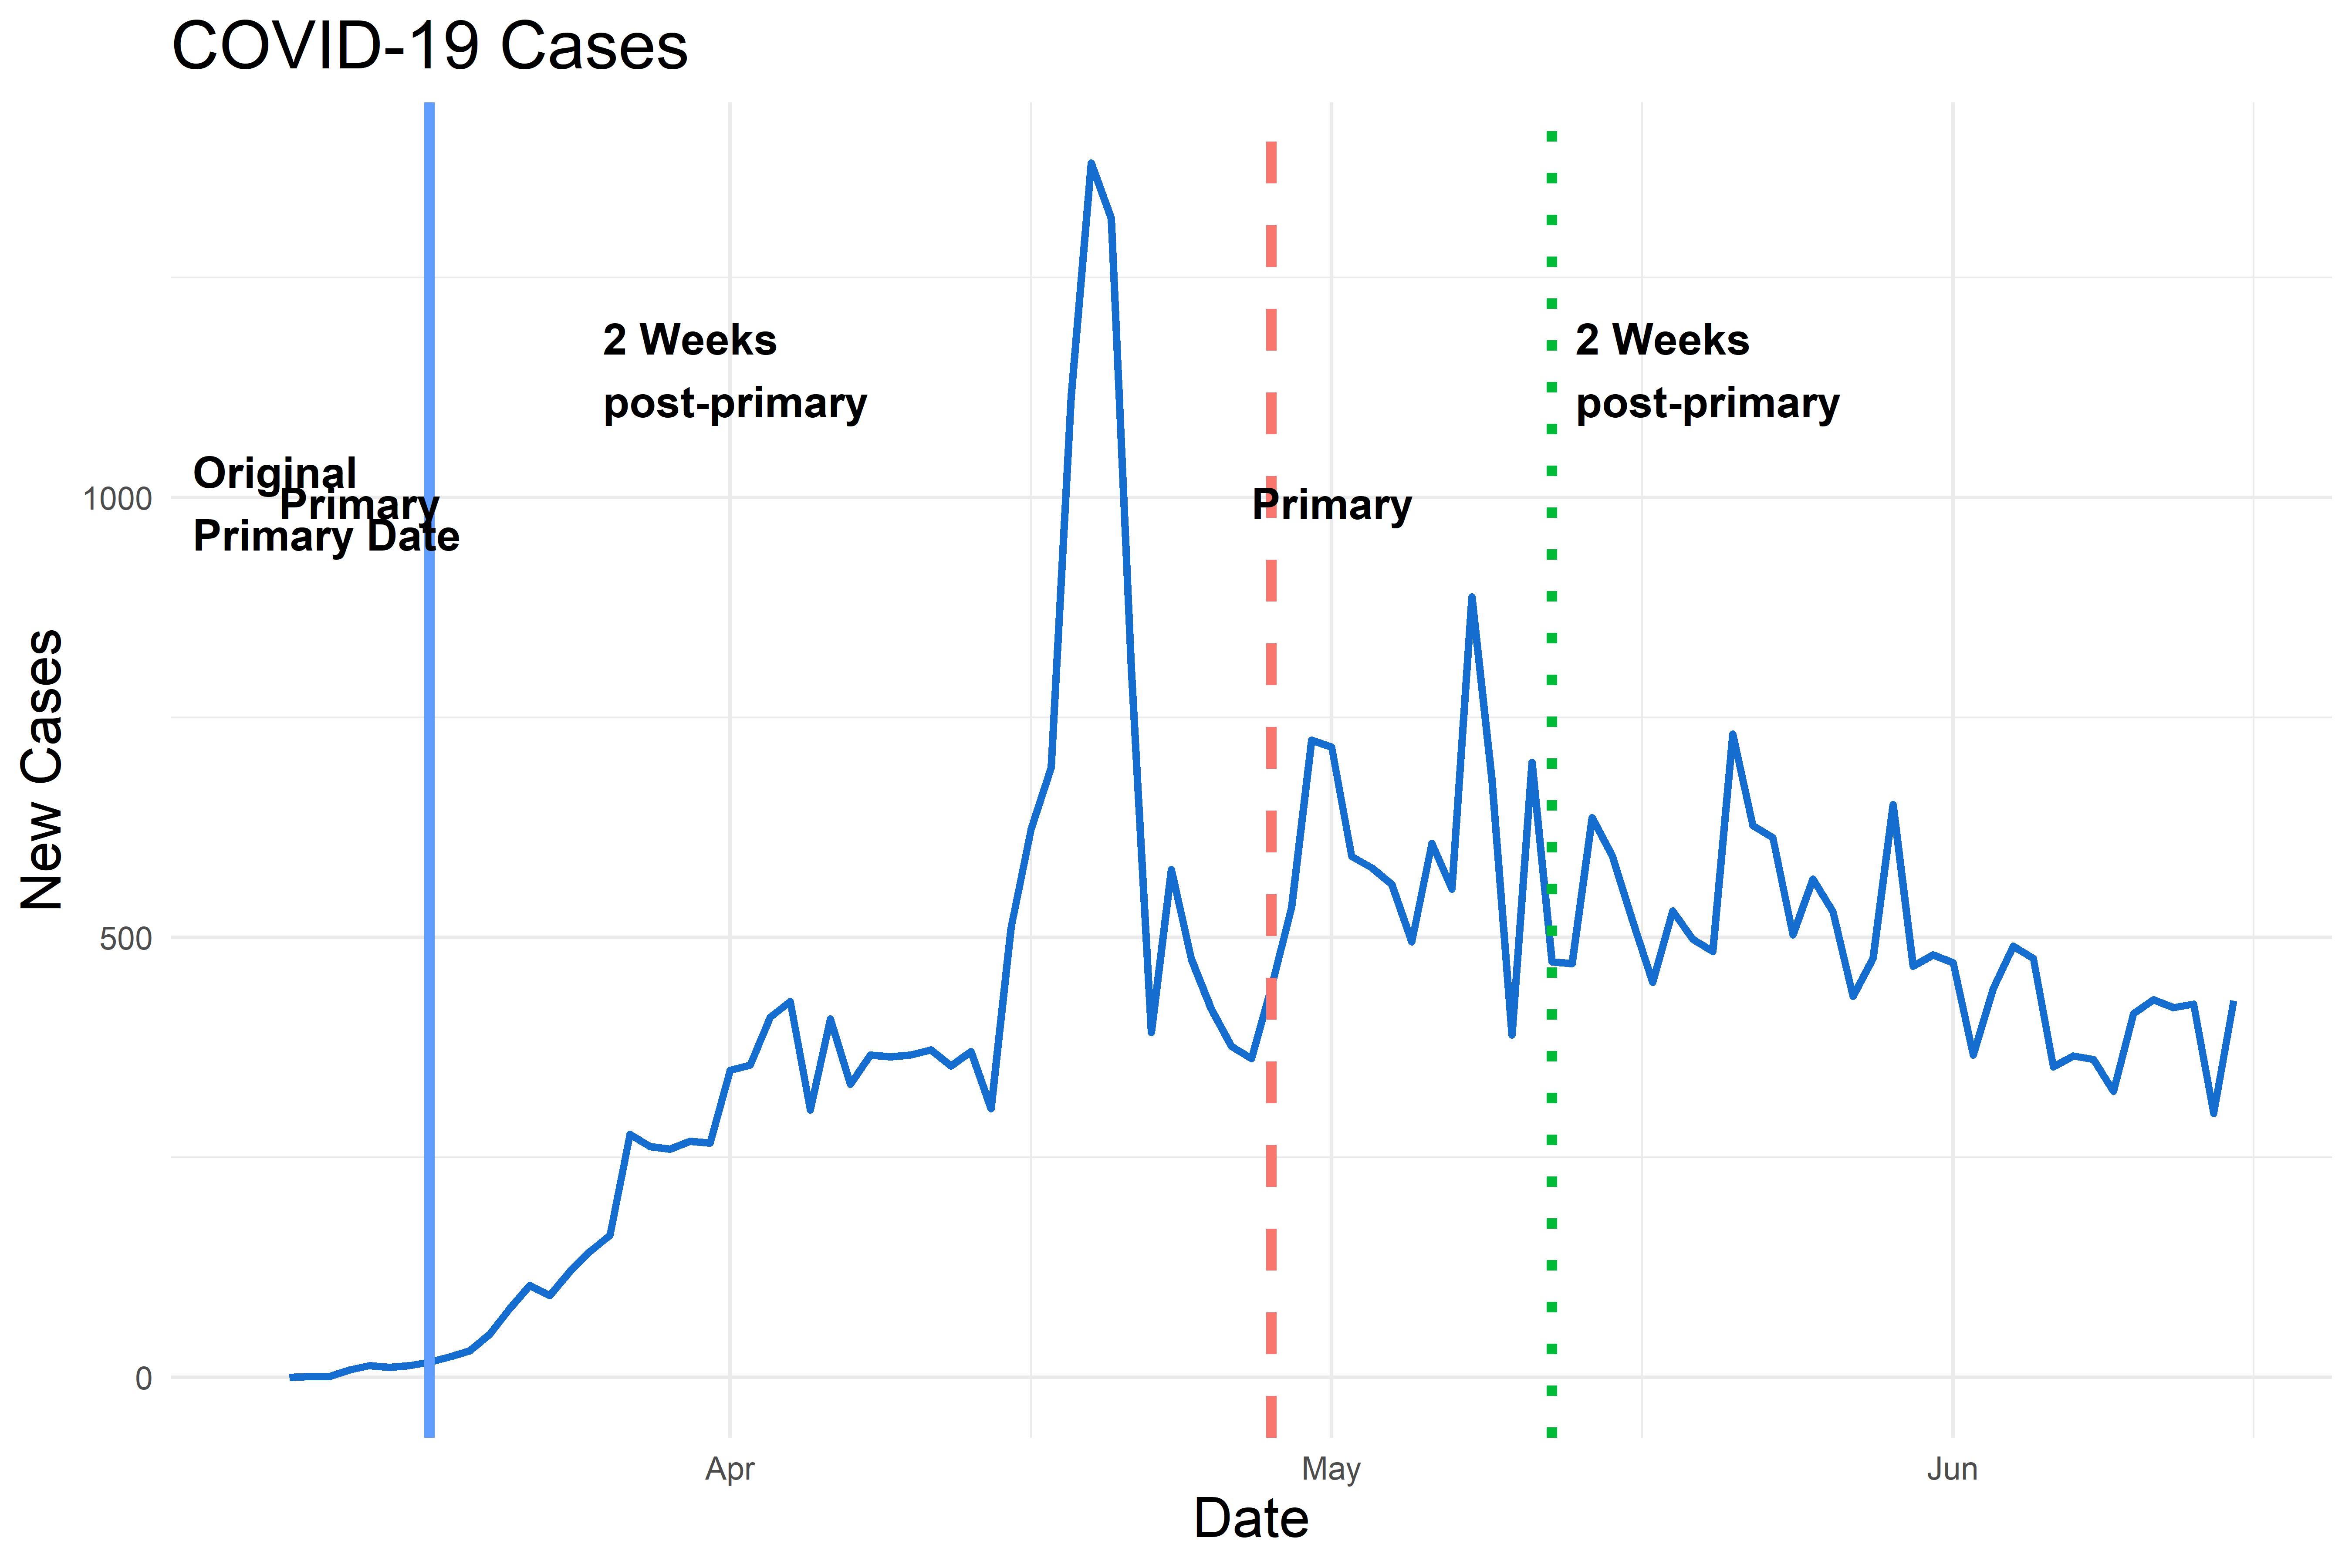 COVID-19 Cases
2 Weeks
post-primary
2 Weeks
post-primary
Original
Primary
Primary Date
Primary
1000
500
0
New Cases
Apr
May
Jun
Date